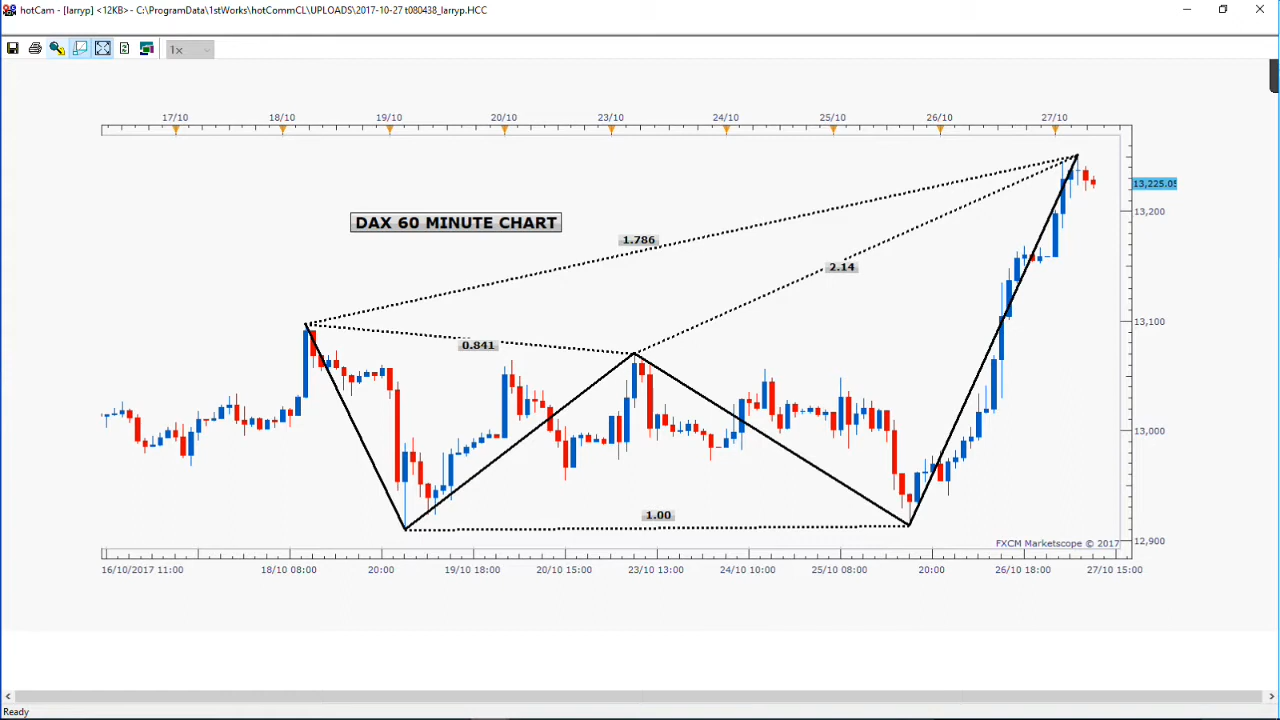 hotCam - [larryp] <12KB> - C:\ProgramData\1stWorks\hotCommCL\UPLOADS\2017-10-27 t080438_larryp.HCC
1x
17/10 18/10 19/10 20/10 23/10 24/10 25/10 26/10 27/10
13,225.05
13,200
DAX 60 MINUTE CHART
1.786
2.14
13,100
0.841
13,000
1.00
FXCM Marketscope © 2017
12,900
16/10/2017 11:00 18/10 08:00 20:00 19/10 18:00 20/10 15:00 23/10 13:00 24/10 10:00 25/10 08:00 20:00 26/10 18:00 27/10 15:00
Ready